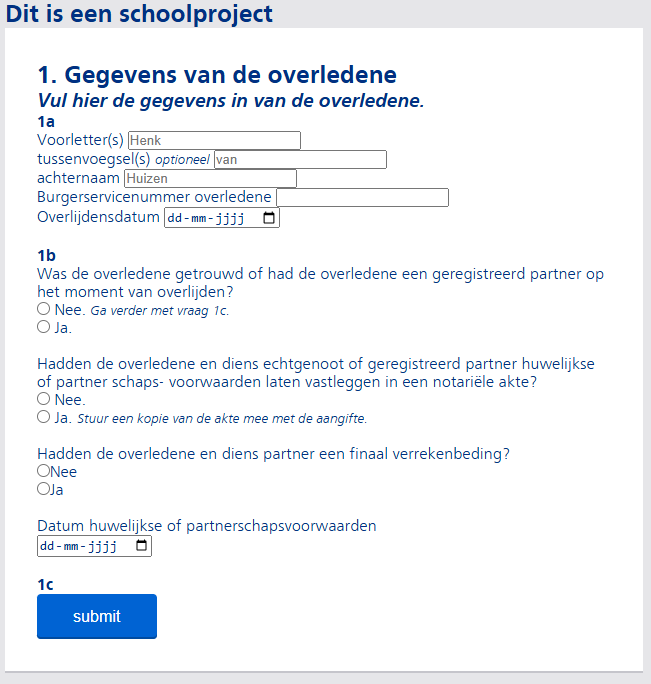 Dit is een schoolproject
1. Gegevens van de overledene
Vul hier de gegevens in van de overledene.
1a
Voorletter(s) Henk
tussenvoegsel(s) optioneel van
achternaam Huizen
Burgerservicenummer overledene
Overlijdensdatum dd-mm-jjjj
1b
Was de overledene getrouwd of had de overledene een geregistreerd partner op
het moment van overlijden?
Nee. Ga verder met vraag 1c.
Ja.
Hadden de overledene en diens echtgenoot of geregistreerd partner huwelijkse
of partner schaps- voorwaarden laten vastleggen in een notariële akte?
Nee.
Ja. Stuur een kopie van de akte mee met de aangifte.
Hadden de overledene en diens partner een finaal verrekenbeding?
Nee
Ja
Datum huwelijkse of partnerschapsvoorwaarden
dd-mm-jjjj
1c
submit